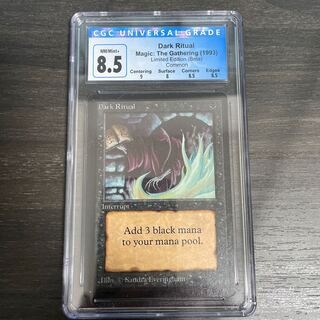 CGC UNIVERSAL GRADE
NM/Mint+
8.5
Dark Ritual
Magic: The Gathering (1993)
Limited Edition (Beta)
Common
Centering Surface Corners Edges
9 8 8.5 8.5
Dark Ritual
Interrupt
Add 3 black mana
to your mana pool.
Illus. © Sandra Everingham